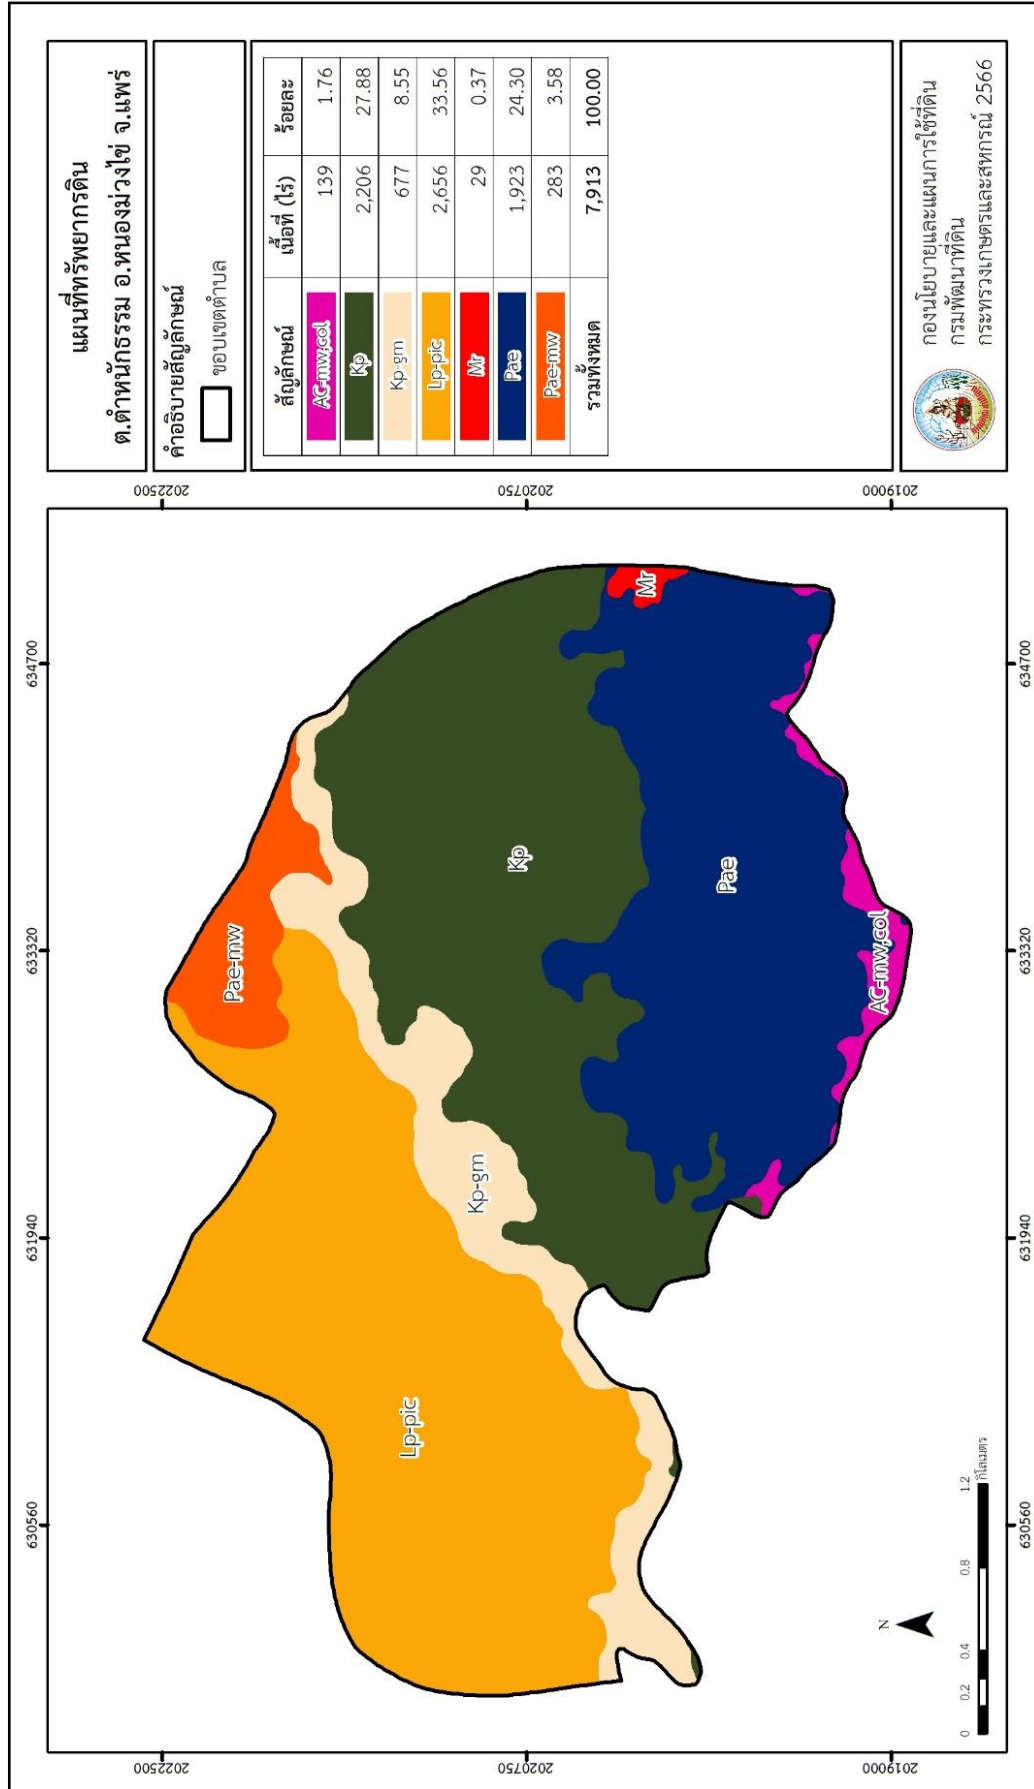 แผนที่ทรัพยากรดิน
ต.ตำหนักธรรม อ.หนองม่วงไข่ จ.แพร่
คำอธิบายสัญลักษณ์
ขอบเขตตำบล
สัญลักษณ์ เนื้อที่ (ไร่) ร้อยละ
AC-mw,col 139 1.76
Kp 2,206 27.88
Kp-gm 677 8.55
Lp-pic 2,656 33.56
Mr 29 0.37
Pae 1,923 24.30
Pae-mw 283 3.58
รวมทั้งหมด 7,913 100.00
กองนโยบายและแผนการใช้ที่ดิน
กรมพัฒนาที่ดิน
กระทรวงเกษตรและสหกรณ์ 2566
630560 631940 633320 634700
2022500 2022500
2020750 2020750
2019000 2019000
630560 631940 633320 634700
Pae-mw
Lp-pic
Kp-gm
Kp
Mr
Pae
AC-mw,col
N
0 0.2 0.4 0.8 1.2
กิโลเมตร